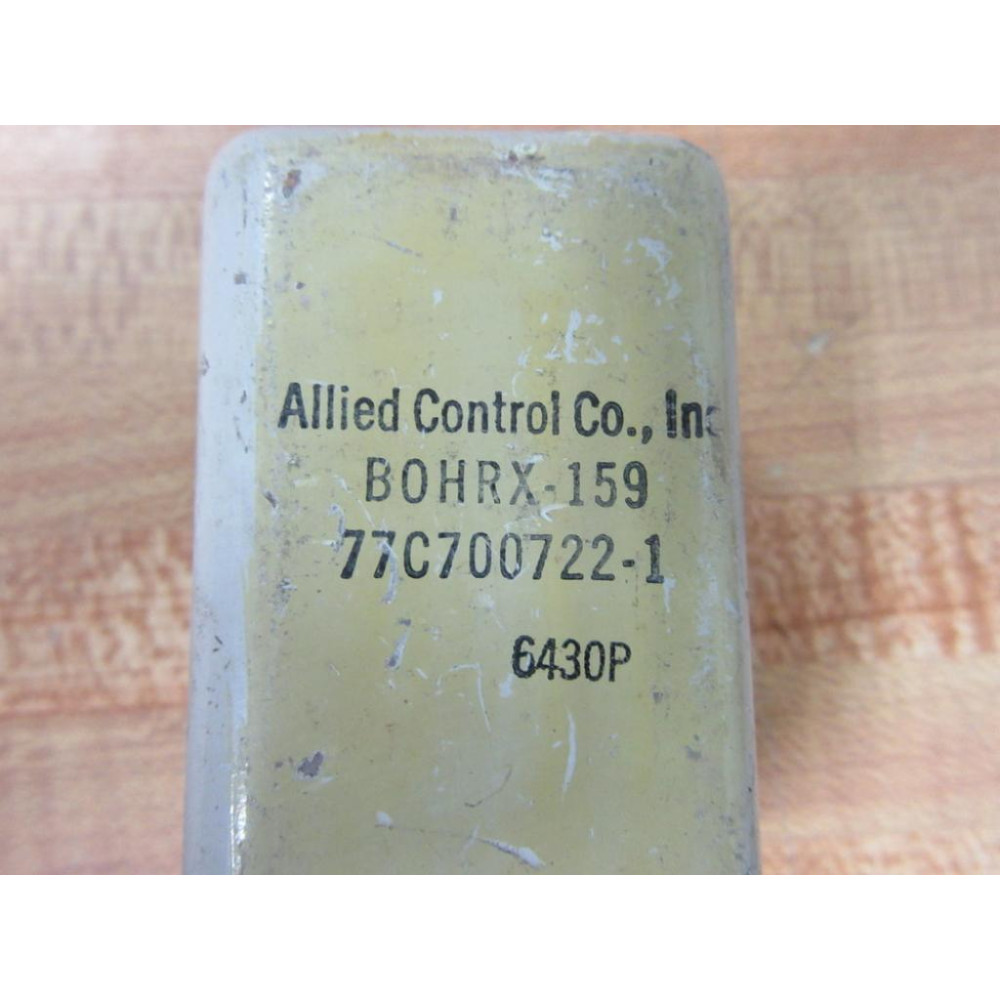 Allied Control Co., Inc
BOHRX-159
77C700722-1
6430P